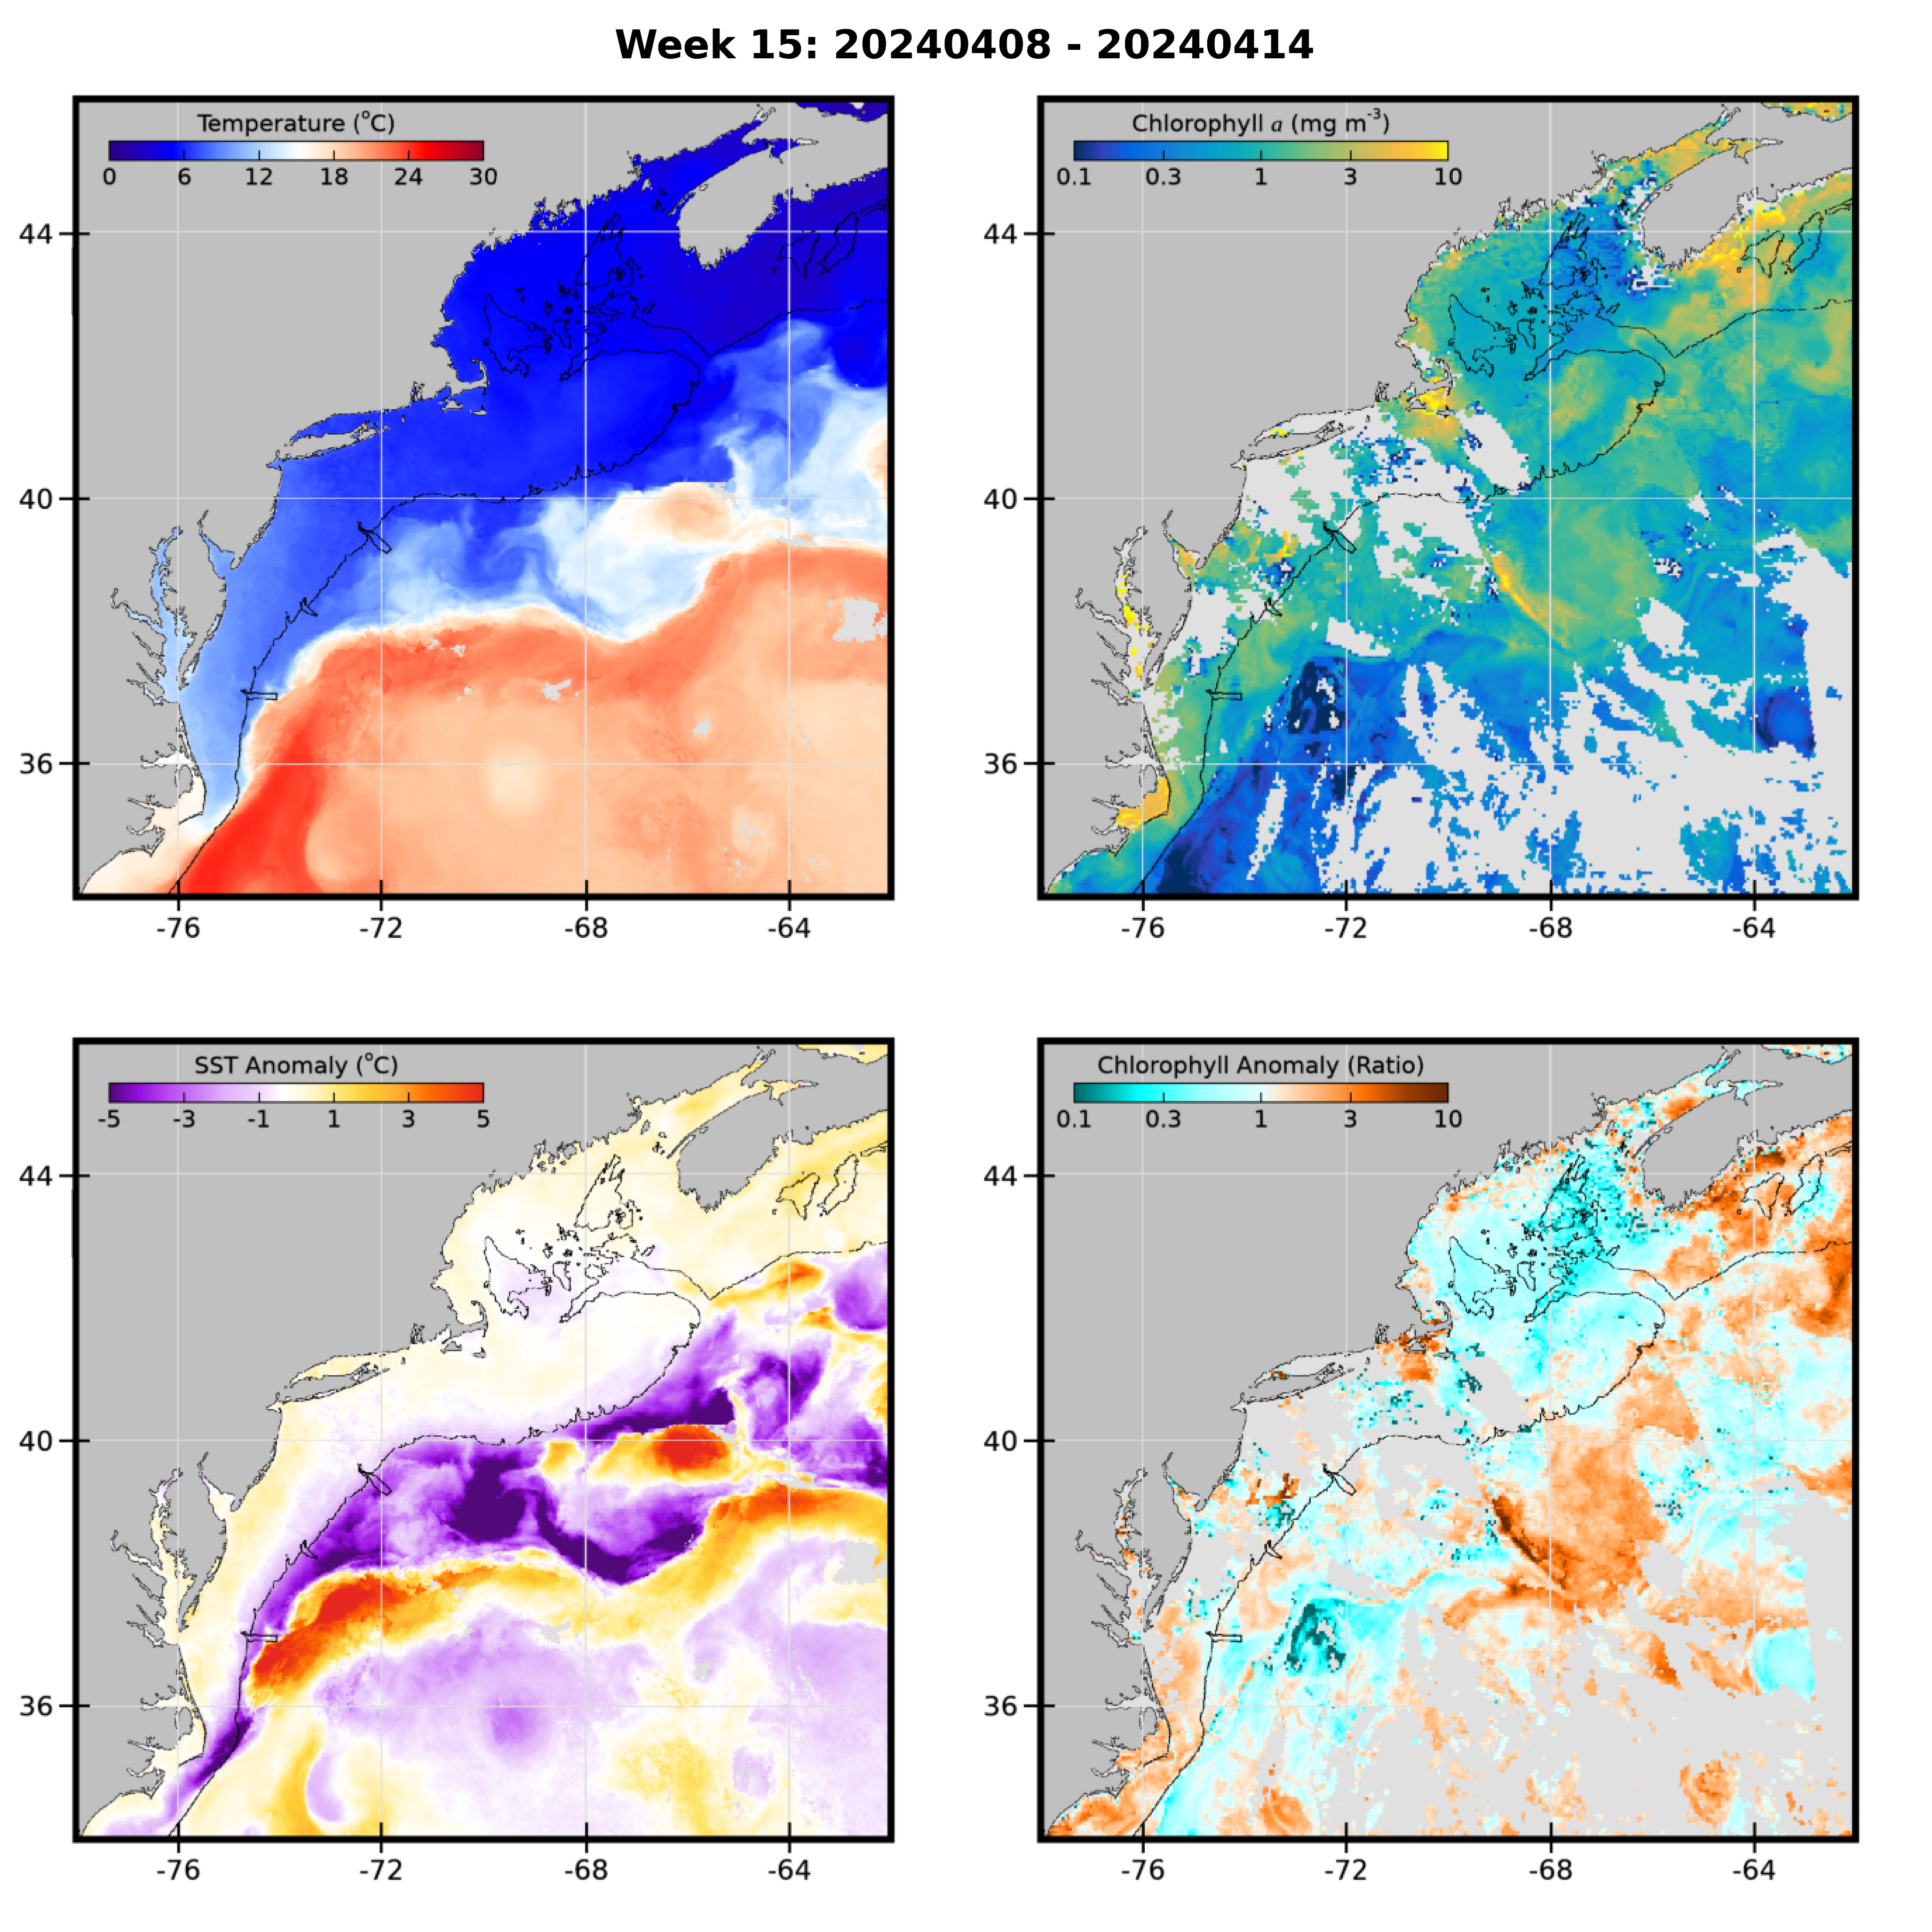 Week 15: 20240408 - 20240414
Temperature (°C)
0 6 12 18 24 30
44
40
36
-76 -72 -68 -64
Chlorophyll a (mg m⁻³)
0.1 0.3 1 3 10
44
40
36
-76 -72 -68 -64
SST Anomaly (°C)
-5 -3 -1 1 3 5
44
40
36
-76 -72 -68 -64
Chlorophyll Anomaly (Ratio)
0.1 0.3 1 3 10
44
40
36
-76 -72 -68 -64